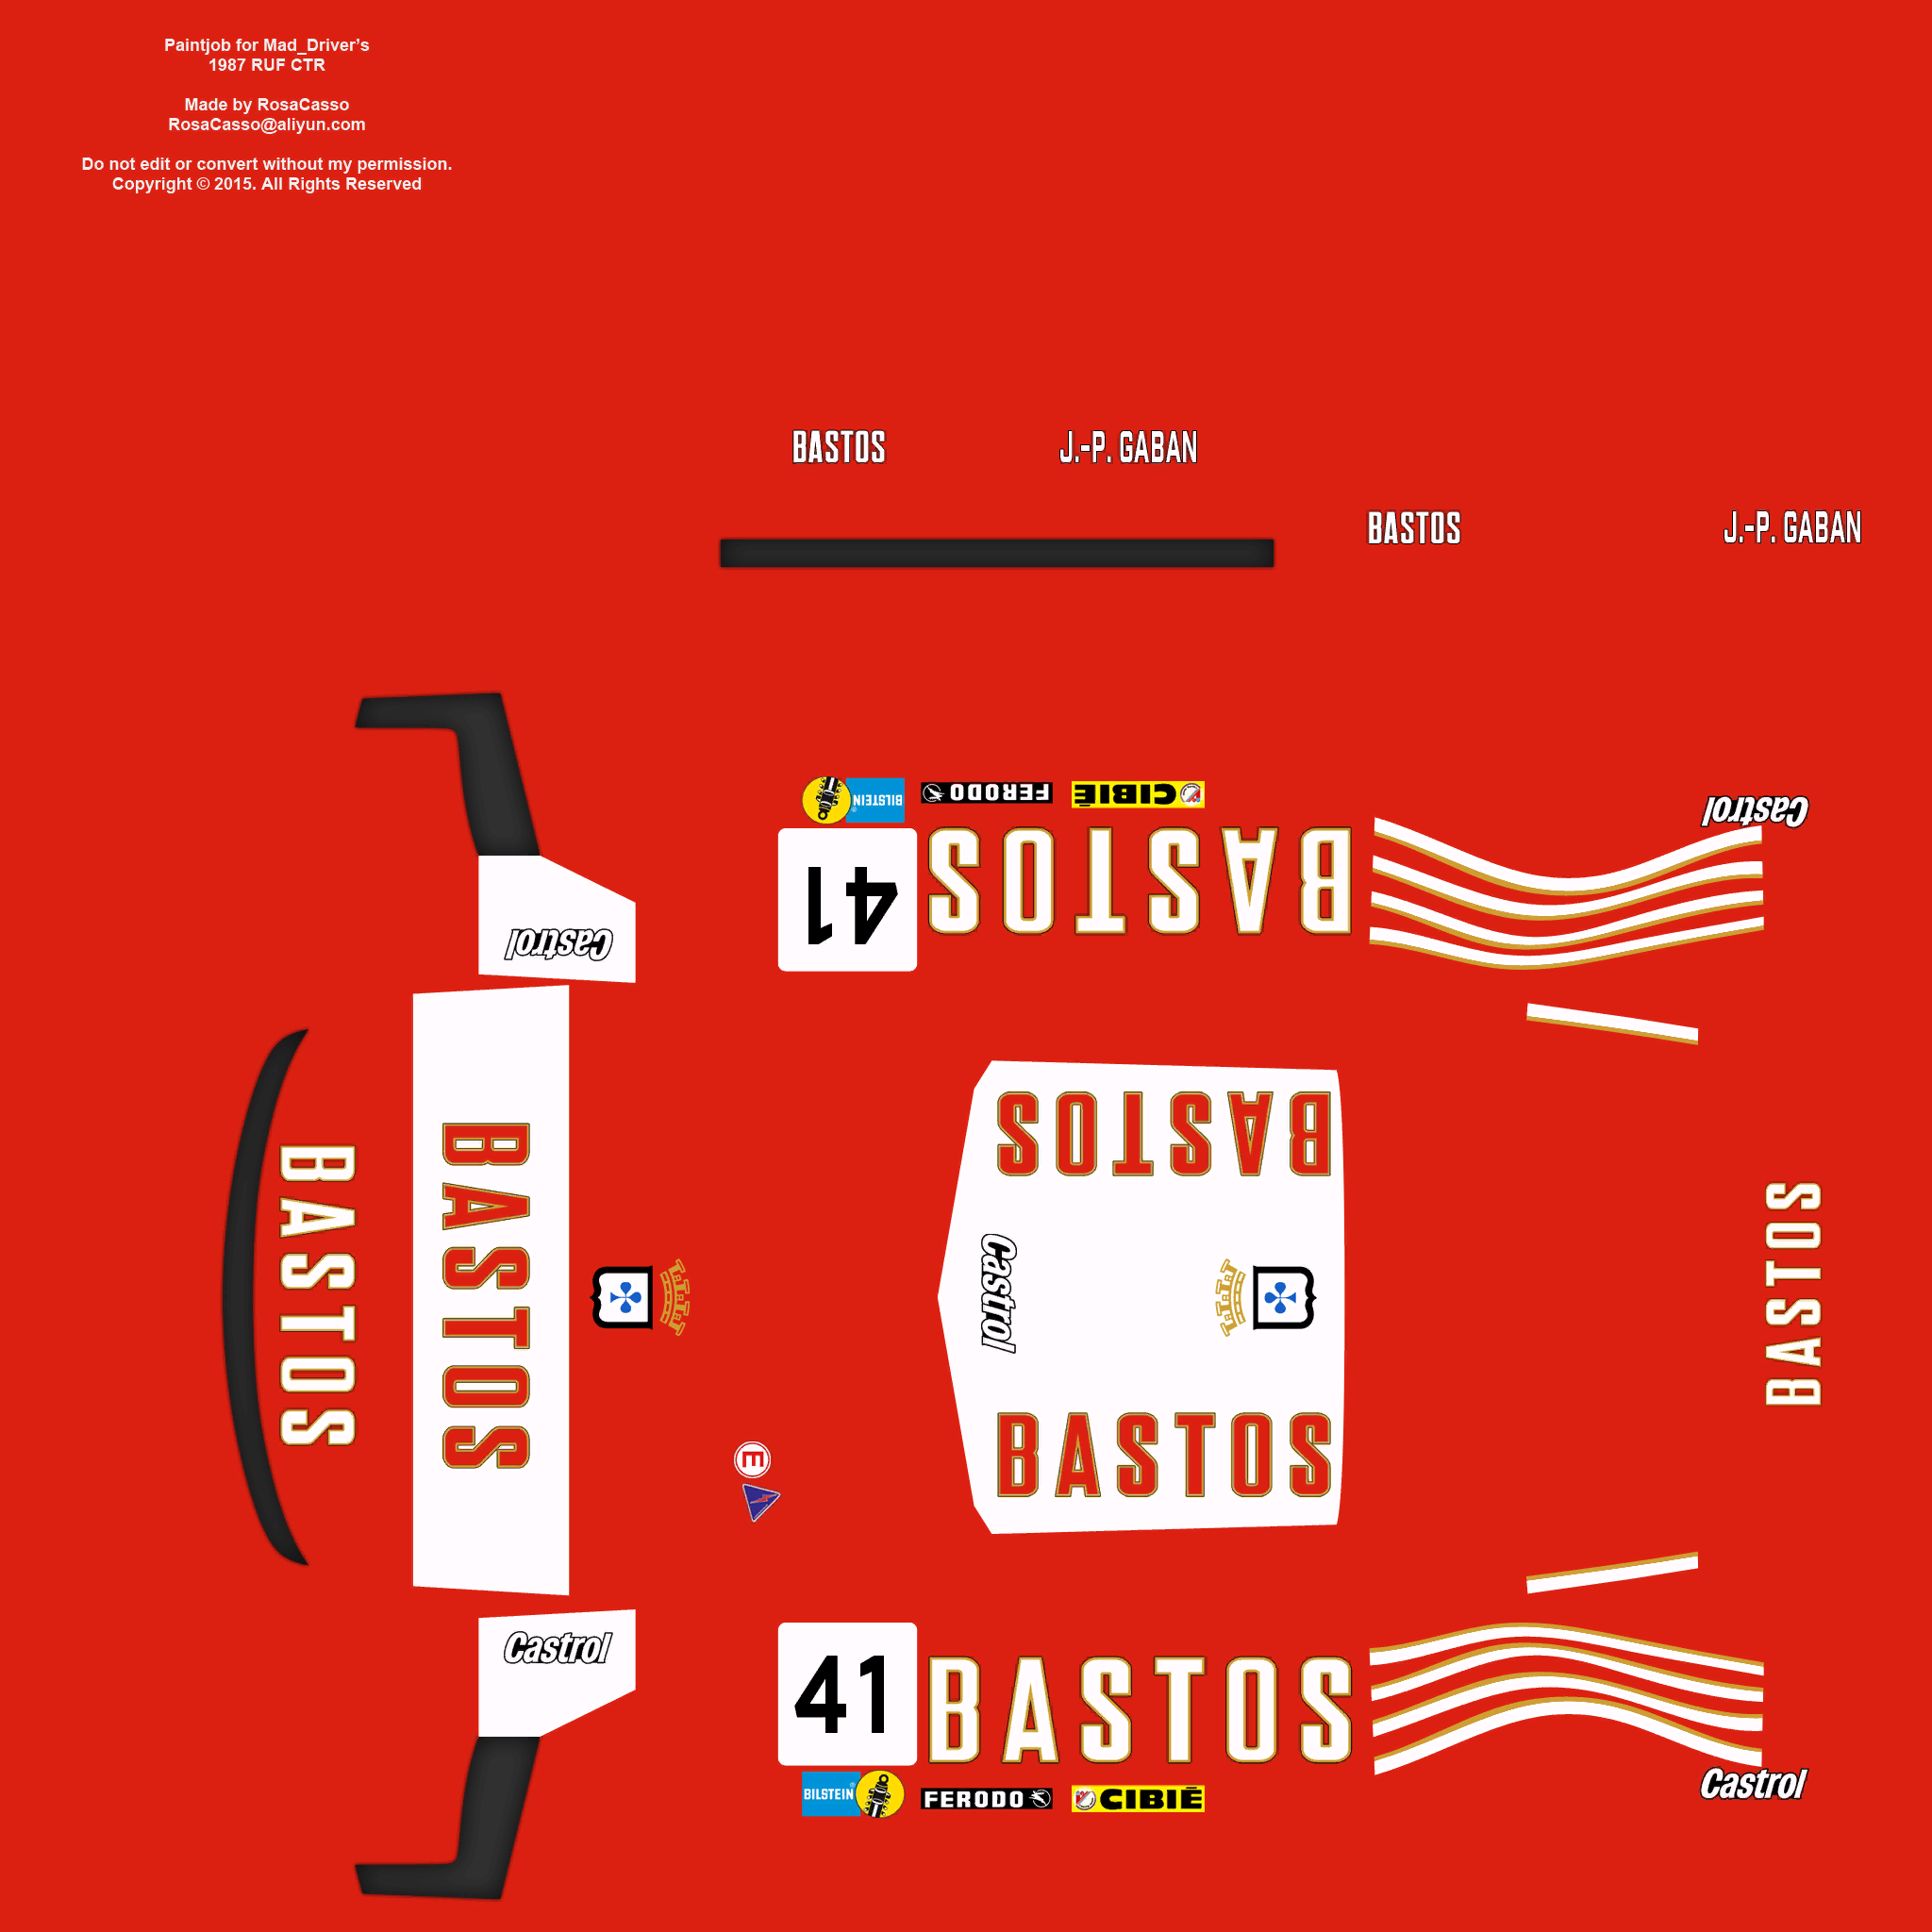 Paintjob for Mad_Driver’s
1987 RUF CTR
Made by RosaCasso
RosaCasso@aliyun.com
Do not edit or convert without my permission.
Copyright © 2015. All Rights Reserved
BASTOS
J.-P. GABAN
BASTOS
J.-P. GABAN
BILSTEIN®
FERODO
CIBIÉ
Castrol
41
BASTOS
Castrol
BASTOS
BASTOS
BASTOS
Castrol
BASTOS
BASTOS
E
Castrol
41
BASTOS
BILSTEIN®
FERODO
CIBIÉ
Castrol